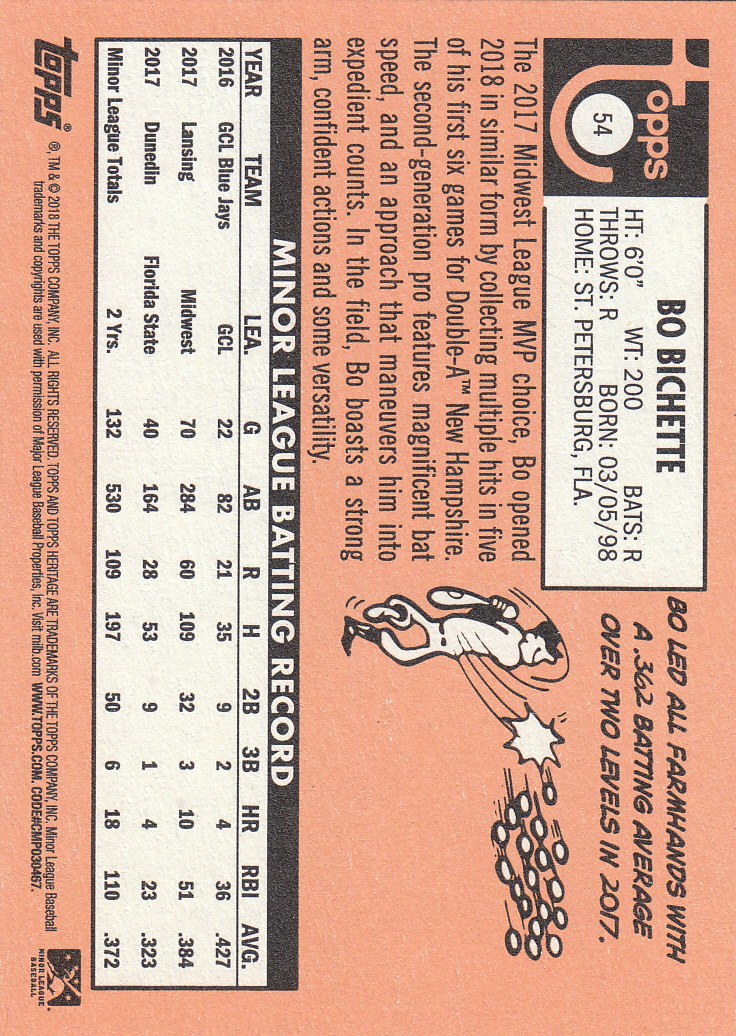 topps
54
BO BICHETTE
HT: 6'0" WT: 200 BATS: R
THROWS: R BORN: 03/05/98
HOME: ST. PETERSBURG, FLA.
BO LED ALL FARMHANDS WITH
A .362 BATTING AVERAGE
OVER TWO LEVELS IN 2017.
The 2017 Midwest League MVP choice, Bo opened
2018 in similar form by collecting multiple hits in five
of his first six games for Double-A™ New Hampshire.
The second-generation pro features magnificent bat
speed, and an approach that maneuvers him into
expedient counts. In the field, Bo boasts a strong
arm, confident actions and some versatility.
MINOR LEAGUE BATTING RECORD
YEAR TEAM LEA. G AB R H 2B 3B HR RBI AVG.
2016 GCL Blue Jays GCL 22 82 21 35 9 2 4 36 .427
2017 Lansing Midwest 70 284 60 109 32 3 10 51 .384
2017 Dunedin Florida State 40 164 28 53 9 1 4 23 .323
Minor League Totals 2 Yrs. 132 530 109 197 50 6 18 110 .372
topps® ®, TM & © 2018 THE TOPPS COMPANY, INC. ALL RIGHTS RESERVED. TOPPS AND TOPPS HERITAGE ARE TRADEMARKS OF THE TOPPS COMPANY, INC. Minor League Baseball
trademarks and copyrights are used with permission of Major League Baseball Properties, Inc. Visit milb.com WWW.TOPPS.COM. CODE#CMP030467.
MINOR LEAGUE
BASEBALL